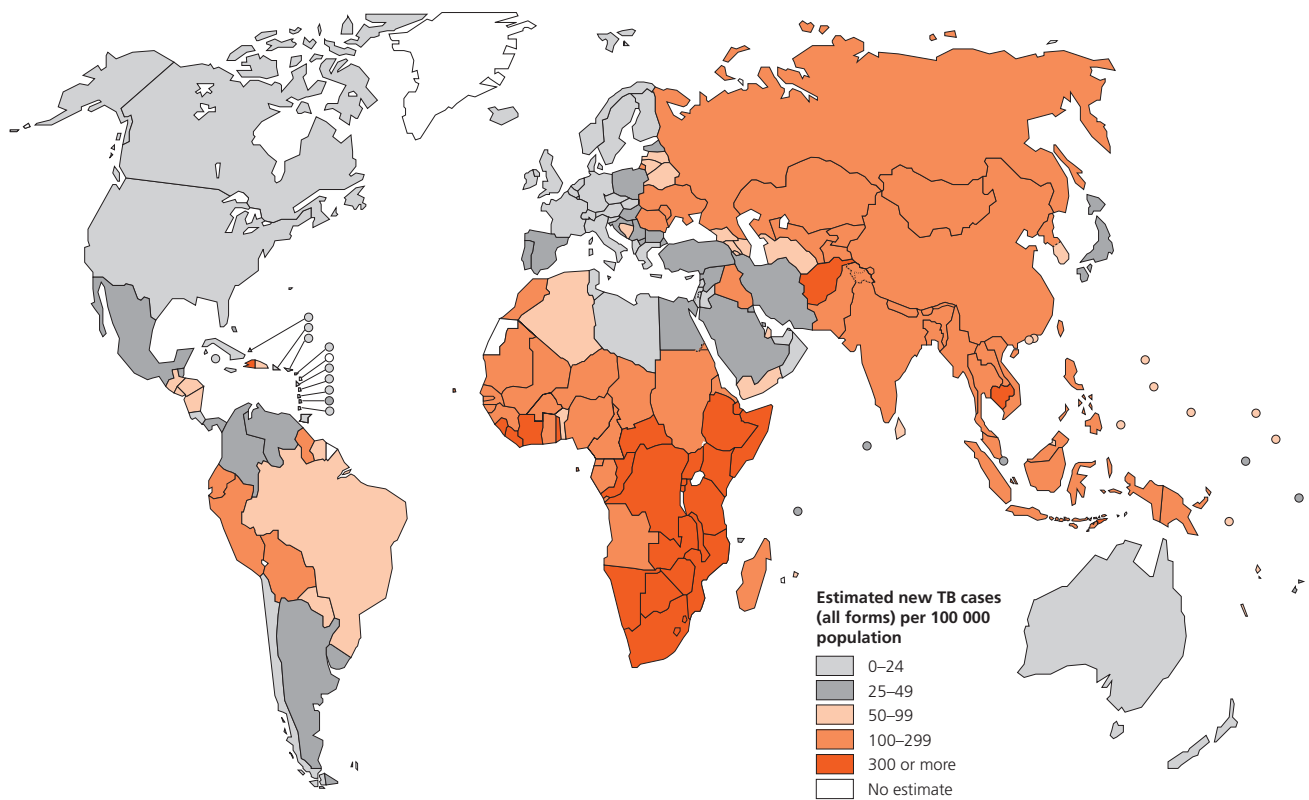 Estimated new TB cases
(all forms) per 100 000
population
0–24
25–49
50–99
100–299
300 or more
No estimate